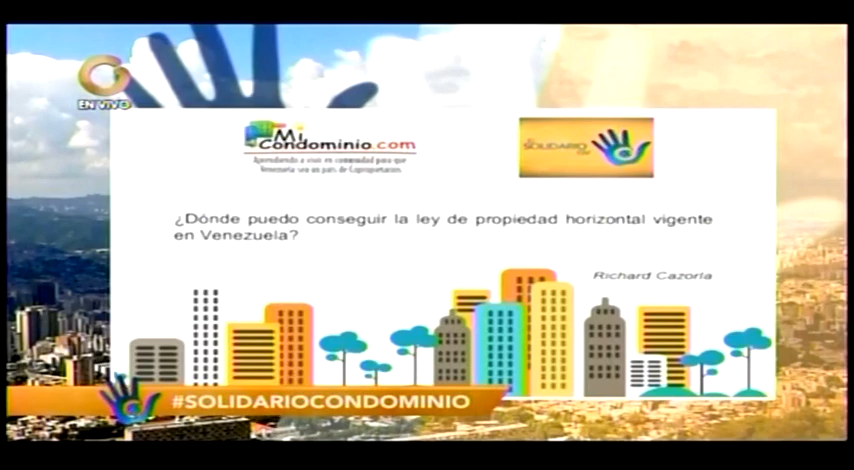 EN VIVO
Mi
Condominio.com
Aprendiendo a vivir en comunidad para que
Venezuela sea un país de Copropietarios.
SOLIDARIO
¿Dónde puedo conseguir la ley de propiedad horizontal vigente
en Venezuela?
Richard Cazorla
#SOLIDARIOCONDOMINIO